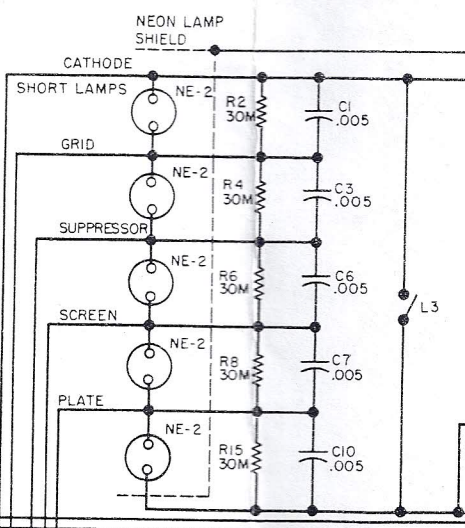 NEON LAMP
SHIELD
CATHODE
SHORT LAMPS
NE-2
R2
30M
C1
.005
GRID
NE-2
R4
30M
C3
.005
SUPPRESSOR
NE-2
R6
30M
C6
.005
L3
SCREEN
NE-2
R8
30M
C7
.005
PLATE
NE-2
R15
30M
C10
.005